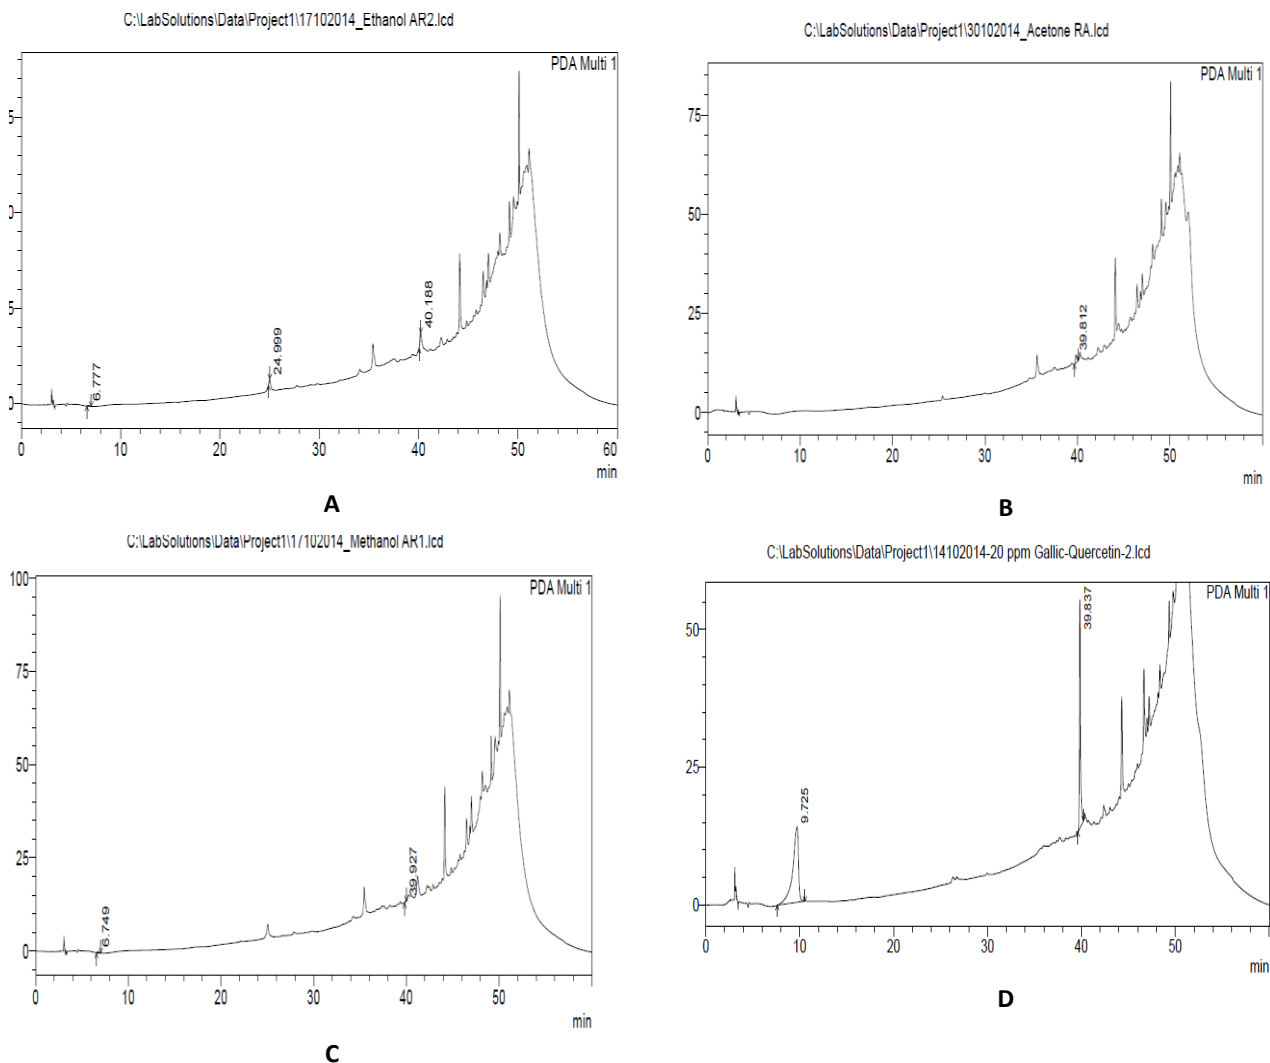 C:\LabSolutions\Data\Project1\17102014_Ethanol AR2.lcd
PDA Multi 1
5
0
5
0
6.777
24.999
40.188
0 10 20 30 40 50 60
min
A
C:\LabSolutions\Data\Project1\30102014_Acetone RA.lcd
PDA Multi 1
75
50
25
0
39.812
0 10 20 30 40 50
min
B
C:\LabSolutions\Data\Project1\17102014_Methanol AR1.lcd
PDA Multi 1
100
75
50
25
0
6.749
39.927
0 10 20 30 40 50
min
C
C:\LabSolutions\Data\Project1\14102014-20 ppm Gallic-Quercetin-2.lcd
PDA Multi 1
50
25
0
9.725
39.837
0 10 20 30 40 50
min
D